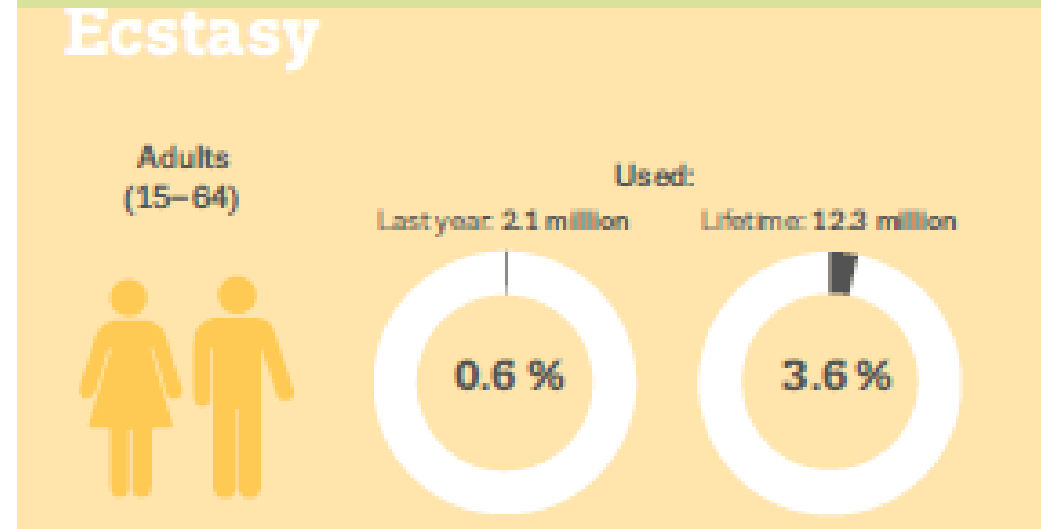 Ecstasy
Adults
(15–64)
Used:
Last year: 2.1 million
Lifetime: 12.3 million
0.6 %
3.6 %